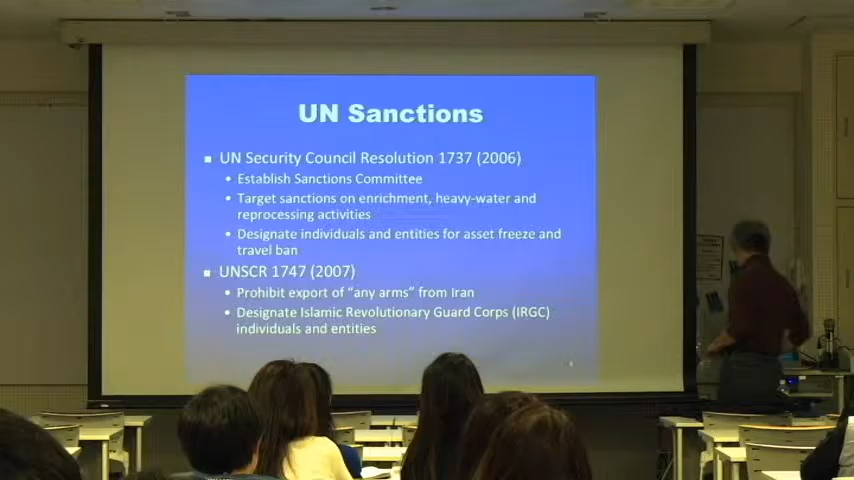 UN Sanctions
▪ UN Security Council Resolution 1737 (2006)
• Establish Sanctions Committee
• Target sanctions on enrichment, heavy-water and
reprocessing activities
• Designate individuals and entities for asset freeze and
travel ban
▪ UNSCR 1747 (2007)
• Prohibit export of “any arms” from Iran
• Designate Islamic Revolutionary Guard Corps (IRGC)
individuals and entities